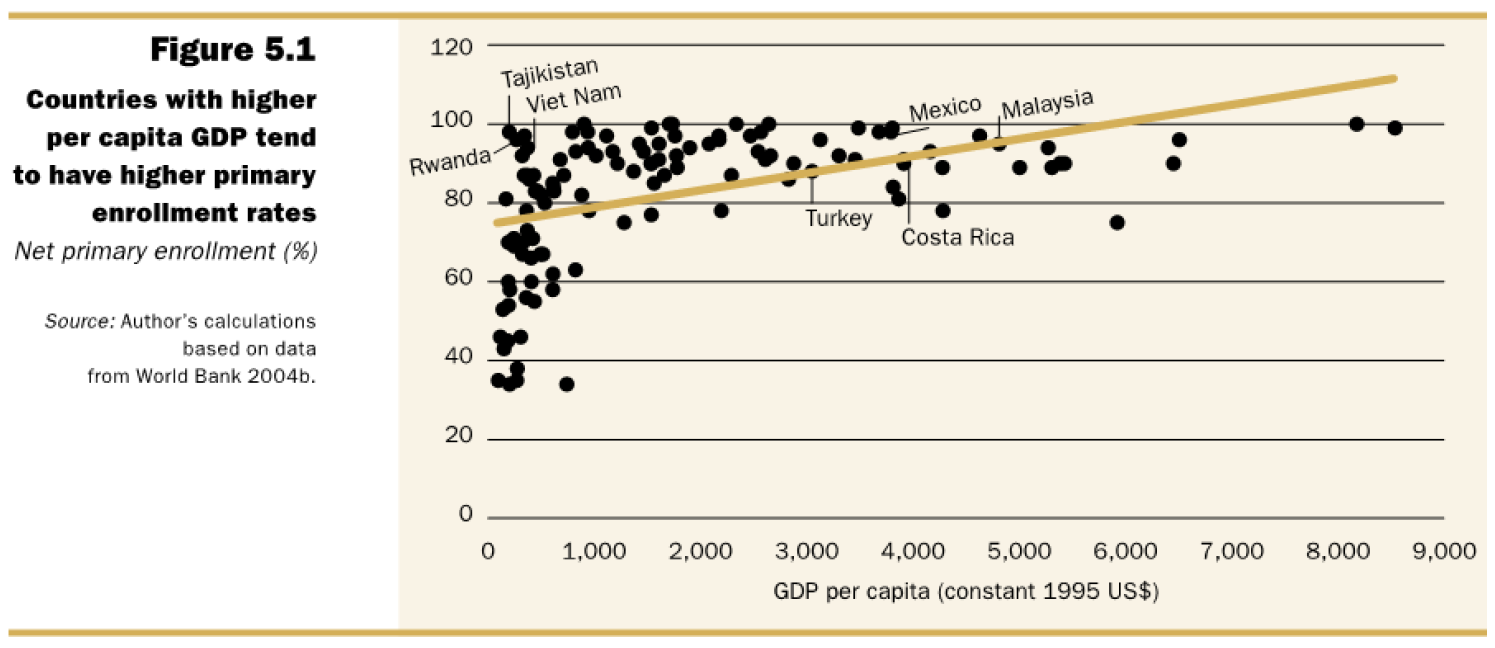 Figure 5.1
Countries with higher
per capita GDP tend
to have higher primary
enrollment rates
Net primary enrollment (%)
Source: Author's calculations
based on data
from World Bank 2004b.
120
100
80
60
40
20
0
Tajikistan
Viet Nam
Rwanda
Mexico
Malaysia
Turkey
Costa Rica
0 1,000 2,000 3,000 4,000 5,000 6,000 7,000 8,000 9,000
GDP per capita (constant 1995 US$)